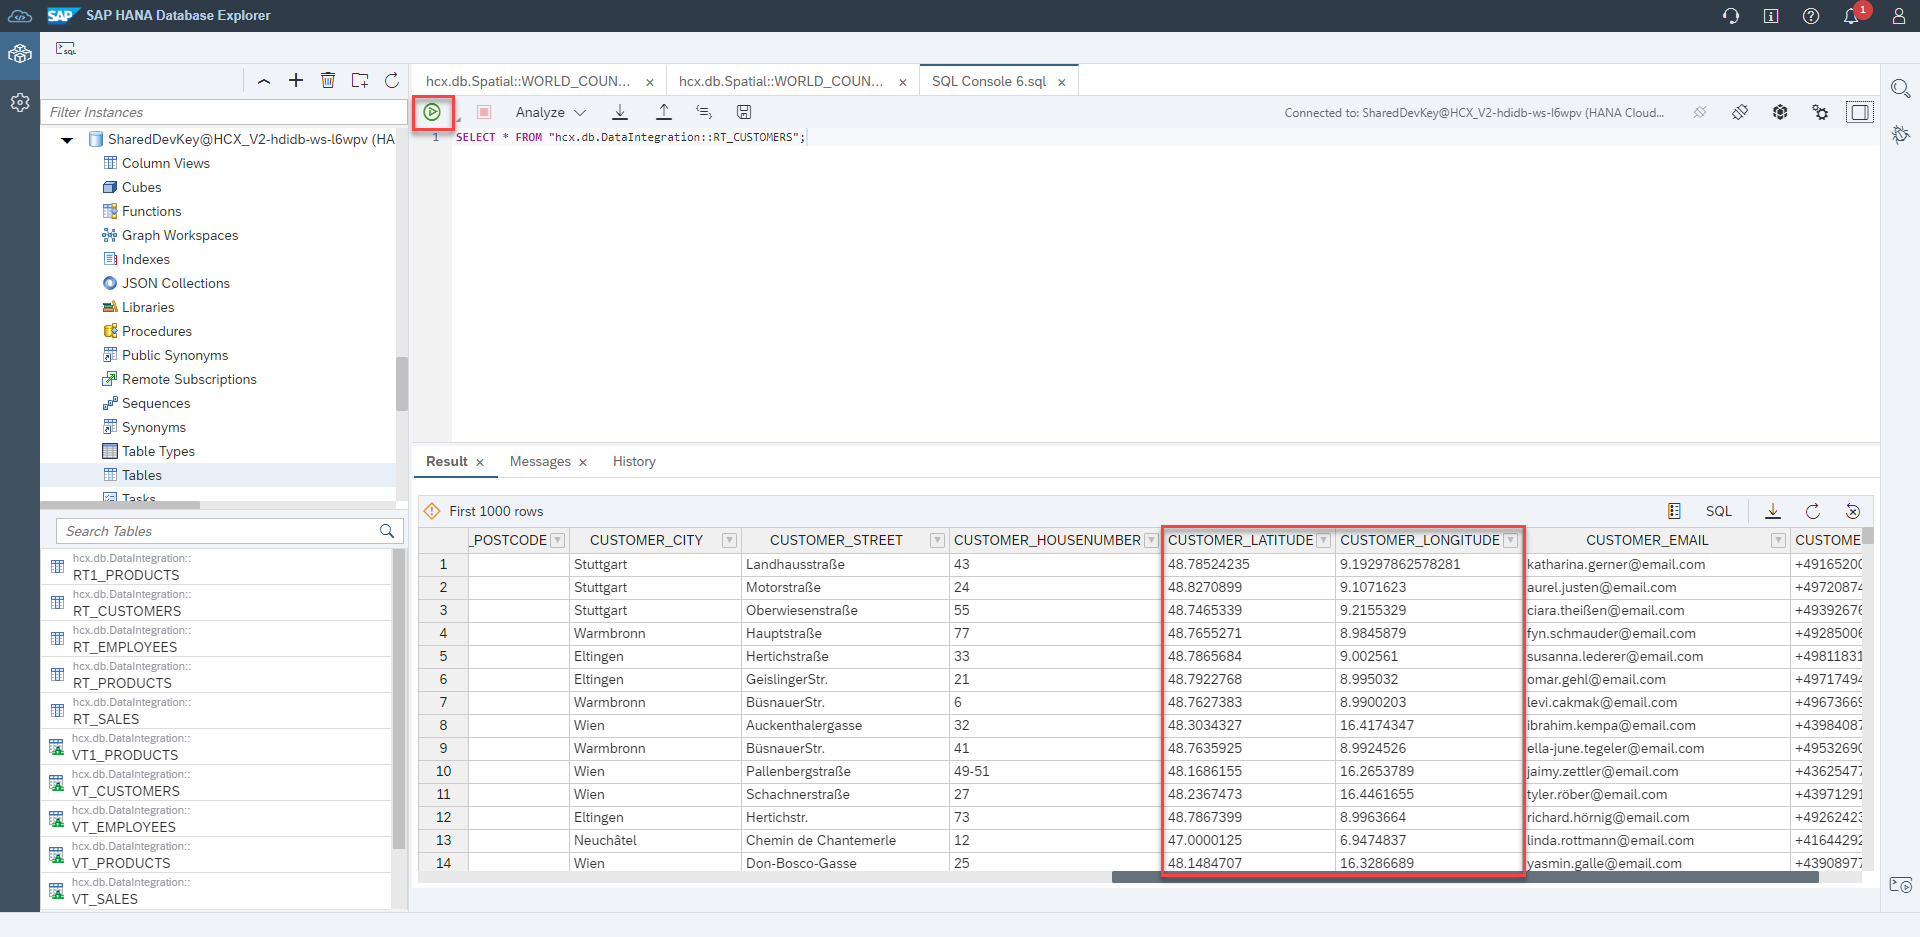 SAP SAP HANA Database Explorer
1
SQL
Filter Instances
SharedDevKey@HCX_V2-hdidb-ws-l6wpv (HA
Column Views
Cubes
Functions
Graph Workspaces
Indexes
JSON Collections
Libraries
Procedures
Public Synonyms
Remote Subscriptions
Sequences
Synonyms
Table Types
Tables
Tasks
Search Tables
hcx.db.DataIntegration::
RT1_PRODUCTS
hcx.db.DataIntegration::
RT_CUSTOMERS
hcx.db.DataIntegration::
RT_EMPLOYEES
hcx.db.DataIntegration::
RT_PRODUCTS
hcx.db.DataIntegration::
RT_SALES
hcx.db.DataIntegration::
VT1_PRODUCTS
hcx.db.DataIntegration::
VT_CUSTOMERS
hcx.db.DataIntegration::
VT_EMPLOYEES
hcx.db.DataIntegration::
VT_PRODUCTS
hcx.db.DataIntegration::
VT_SALES
hcx.db.Spatial::WORLD_COUN... hcx.db.Spatial::WORLD_COUN... SQL Console 6.sql
Analyze Connected to: SharedDevKey@HCX_V2-hdidb-ws-l6wpv (HANA Cloud...
1 SELECT * FROM "hcx.db.DataIntegration::RT_CUSTOMERS";
Result Messages History
First 1000 rows SQL
_POSTCODE CUSTOMER_CITY CUSTOMER_STREET CUSTOMER_HOUSENUMBER CUSTOMER_LATITUDE CUSTOMER_LONGITUDE CUSTOMER_EMAIL CUSTOME
1 Stuttgart Landhausstraße 43 48.78524235 9.19297862578281 katharina.gerner@email.com +49165200
2 Stuttgart Motorstraße 24 48.8270899 9.1071623 aurel.justen@email.com +49720874
3 Stuttgart Oberwiesenstraße 55 48.7465339 9.2155329 ciara.theißen@email.com +49392676
4 Warmbronn Hauptstraße 77 48.7655271 8.9845879 fyn.schmauder@email.com +49285006
5 Eltingen Hertichstraße 33 48.7865684 9.002561 susanna.lederer@email.com +49811831
6 Eltingen GeislingerStr. 21 48.7922768 8.995032 omar.gehl@email.com +49717494
7 Warmbronn BüsnauerStr. 6 48.7627383 8.9900203 levi.cakmak@email.com +49673669
8 Wien Auckenthalergasse 32 48.3034327 16.4174347 ibrahim.kempa@email.com +43984087
9 Warmbronn BüsnauerStr. 41 48.7635925 8.9924526 ella-june.tegeler@email.com +49532690
10 Wien Pallenbergstraße 49-51 48.1686155 16.2653789 jaimy.zettler@email.com +43625477
11 Wien Schachnerstraße 27 48.2367473 16.4461655 tyler.röber@email.com +43971291
12 Eltingen Hertichstr. 73 48.7867399 8.9963664 richard.hörnig@email.com +49262423
13 Neuchâtel Chemin de Chantemerle 12 47.0000125 6.9474837 linda.rottmann@email.com +41644292
14 Wien Don-Bosco-Gasse 25 48.1484707 16.3286689 yasmin.galle@email.com +43908977